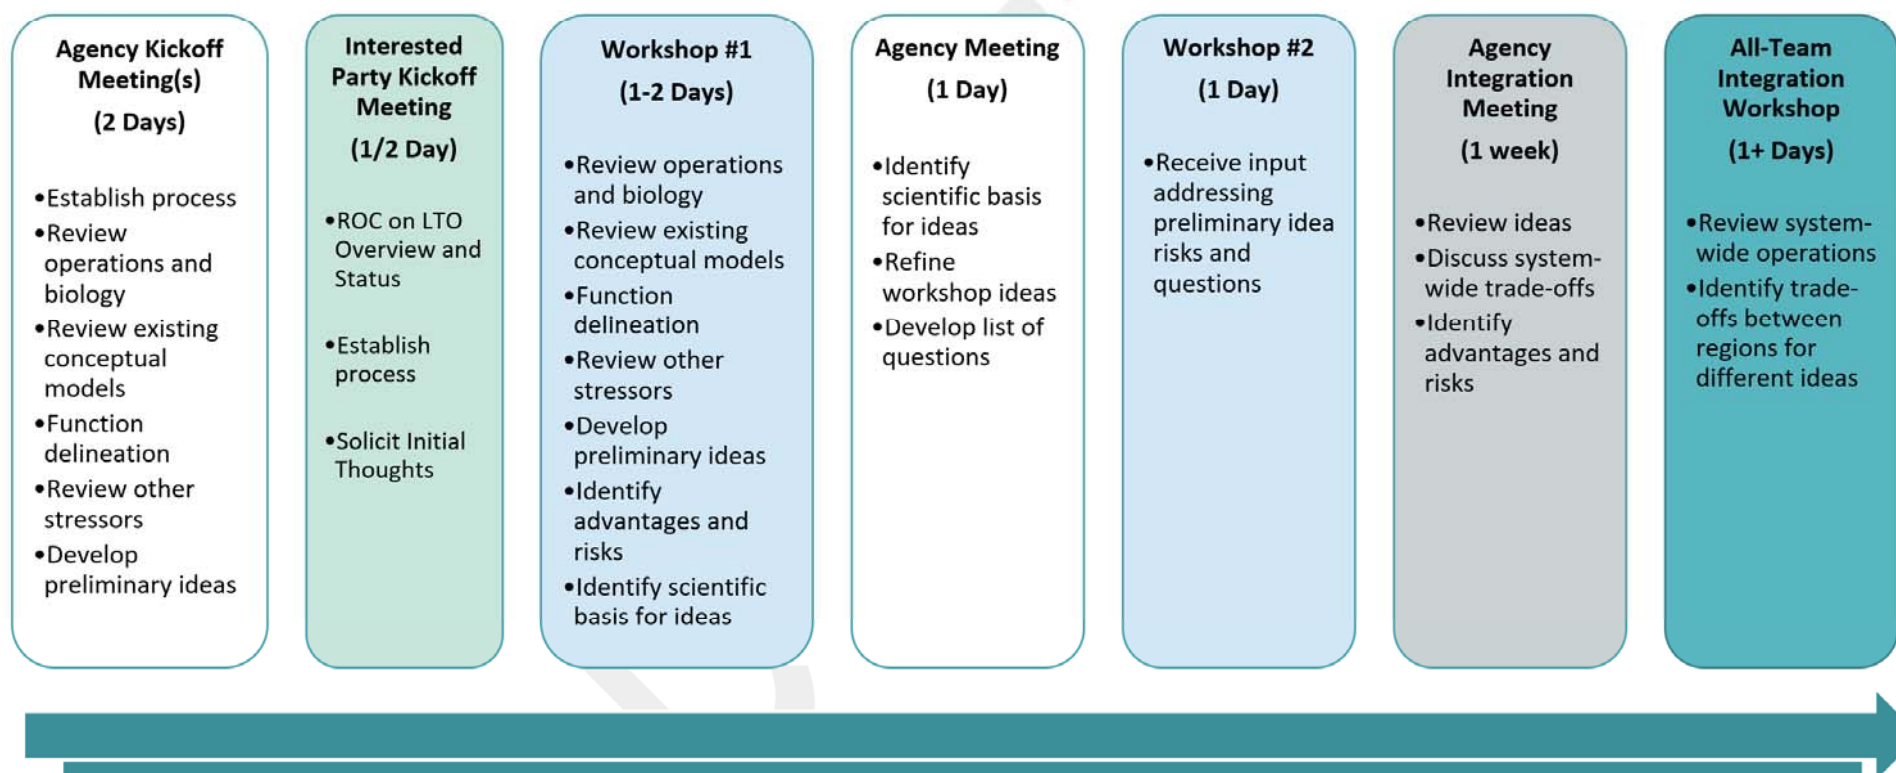 Agency Kickoff
Meeting(s)
(2 Days)
•Establish process
•Review
operations and
biology
•Review existing
conceptual
models
•Function
delineation
•Review other
stressors
•Develop
preliminary ideas
Interested
Party Kickoff
Meeting
(1/2 Day)
•ROC on LTO
Overview and
Status
•Establish
process
•Solicit Initial
Thoughts
Workshop #1
(1-2 Days)
•Review operations
and biology
•Review existing
conceptual models
•Function
delineation
•Review other
stressors
•Develop
preliminary ideas
•Identify
advantages and
risks
•Identify scientific
basis for ideas
Agency Meeting
(1 Day)
•Identify
scientific basis
for ideas
•Refine
workshop ideas
•Develop list of
questions
Workshop #2
(1 Day)
•Receive input
addressing
preliminary idea
risks and
questions
Agency
Integration
Meeting
(1 week)
•Review ideas
•Discuss system-
wide trade-offs
•Identify
advantages and
risks
All-Team
Integration
Workshop
(1+ Days)
•Review system-
wide operations
•Identify trade-
offs between
regions for
different ideas